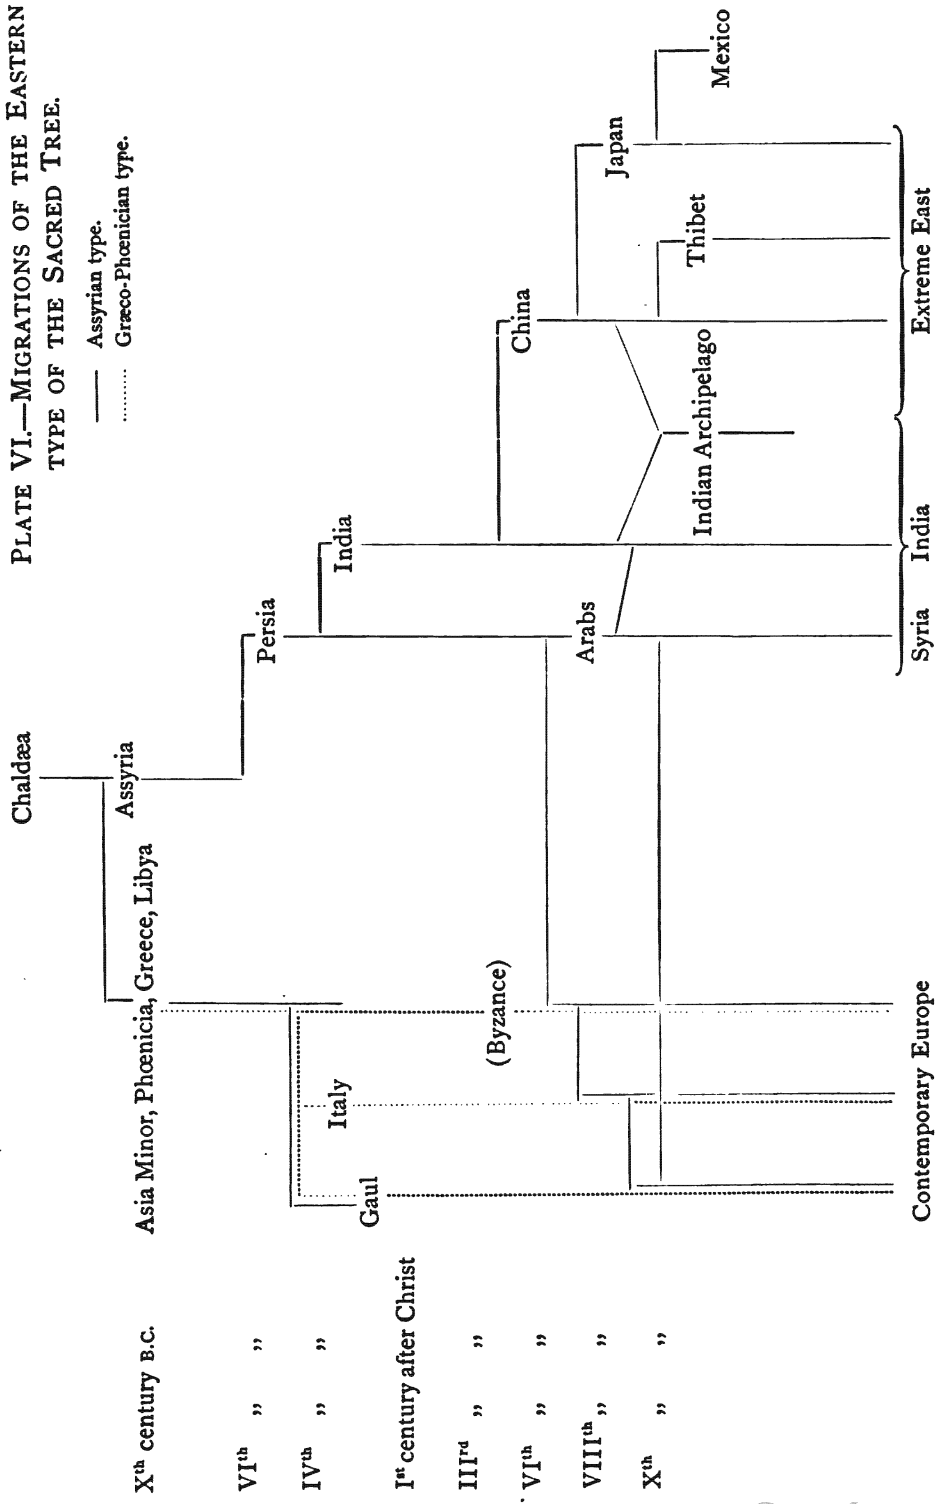 PLATE VI.—MIGRATIONS OF THE EASTERN
TYPE OF THE SACRED TREE.
Assyrian type.
Græco-Phœnician type.
Chaldæa
Assyria
Asia Minor, Phœnicia, Greece, Libya
Persia
India
Italy
Gaul
(Byzance)
China
Arabs
Japan
Indian Archipelago
Thibet
Mexico
Xth century B.C.
VIth „ „
IVth „ „
Ist century after Christ
IIIrd „ „
VIth „ „
VIIIth „ „
Xth „ „
Contemporary Europe
Syria
India
Extreme East